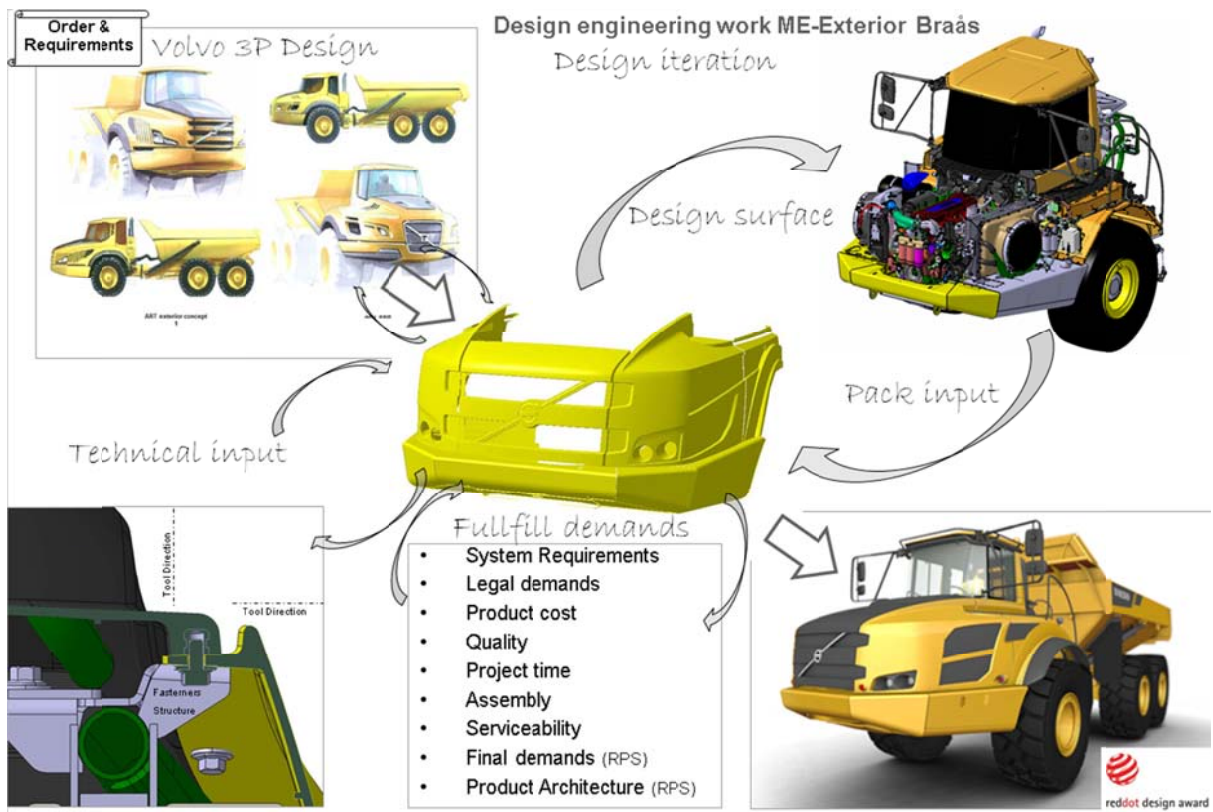 Order &
Requirements
Volvo 3P Design
Design engineering work ME-Exterior Braås
Design iteration
ART exterior concept
1
Design surface
Pack input
Technical input
Fullfill demands
• System Requirements
• Legal demands
• Product cost
• Quality
• Project time
• Assembly
• Serviceability
• Final demands (RPS)
• Product Architecture (RPS)
Tool Direction
Tool Direction
Fasterners
Structure
reddot design award